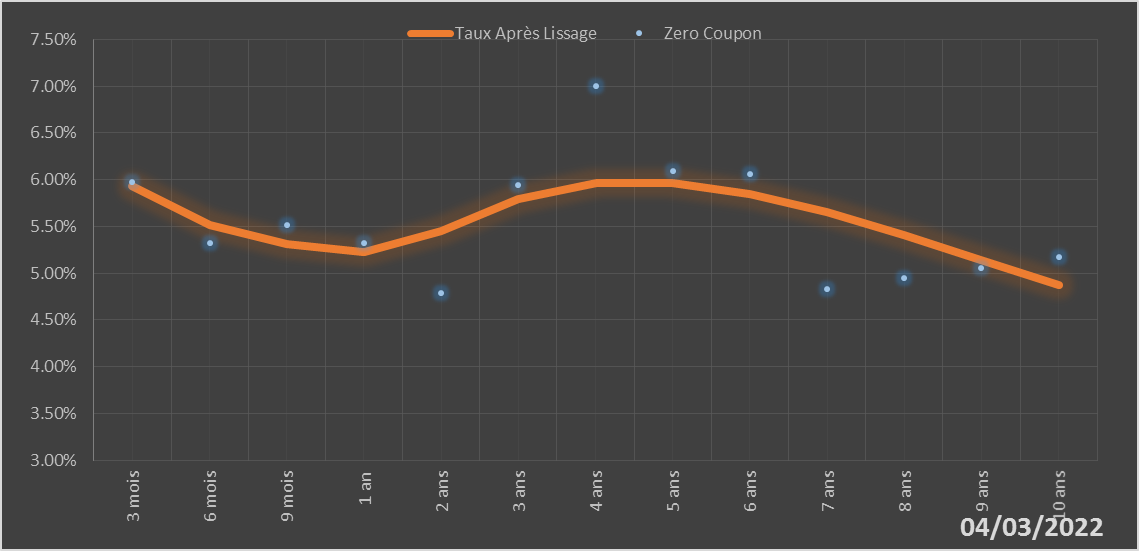 Taux Après Lissage
Zero Coupon
7.50%
7.00%
6.50%
6.00%
5.50%
5.00%
4.50%
4.00%
3.50%
3.00%
3 mois
6 mois
9 mois
1 an
2 ans
3 ans
4 ans
5 ans
6 ans
7 ans
8 ans
9 ans
10 ans
04/03/2022